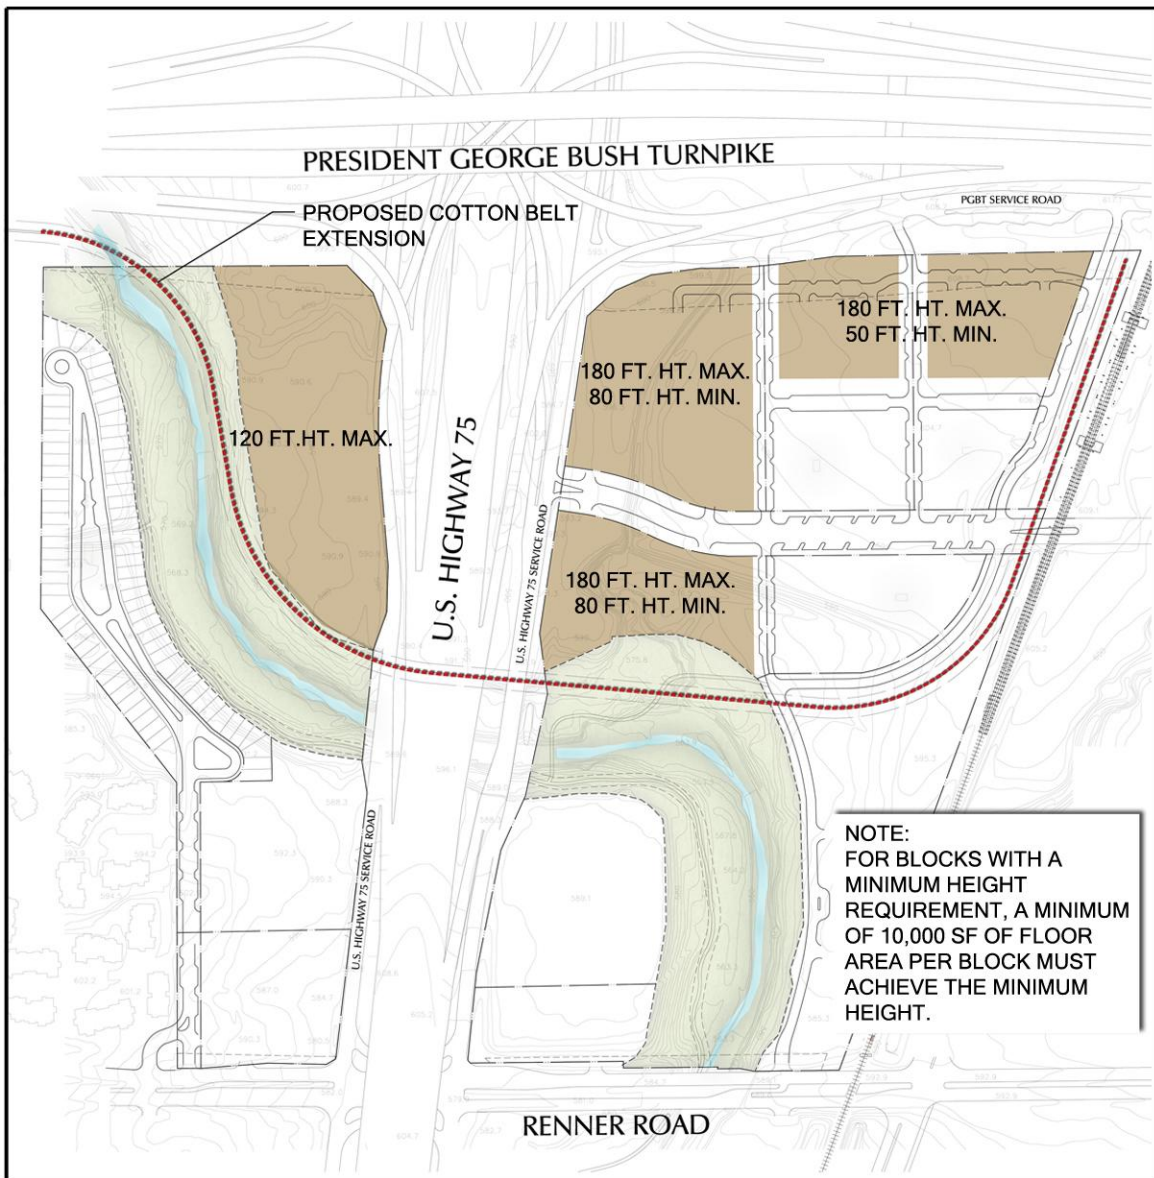 PRESIDENT GEORGE BUSH TURNPIKE
PGBT SERVICE ROAD
PROPOSED COTTON BELT
EXTENSION
180 FT. HT. MAX.
50 FT. HT. MIN.
180 FT. HT. MAX.
80 FT. HT. MIN.
120 FT.HT. MAX.
U.S. HIGHWAY 75
U.S. HIGHWAY 75 SERVICE ROAD
180 FT. HT. MAX.
80 FT. HT. MIN.
U.S. HIGHWAY 75 SERVICE ROAD
NOTE:
FOR BLOCKS WITH A
MINIMUM HEIGHT
REQUIREMENT, A MINIMUM
OF 10,000 SF OF FLOOR
AREA PER BLOCK MUST
ACHIEVE THE MINIMUM
HEIGHT.
RENNER ROAD